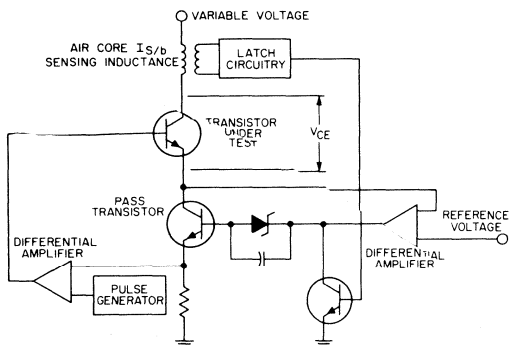 VARIABLE VOLTAGE
AIR CORE IS/b
SENSING INDUCTANCE
LATCH
CIRCUITRY
TRANSISTOR
UNDER
TEST
VCE
PASS
TRANSISTOR
REFERENCE
VOLTAGE
DIFFERENTIAL
AMPLIFIER
DIFFERENTIAL
AMPLIFIER
PULSE
GENERATOR